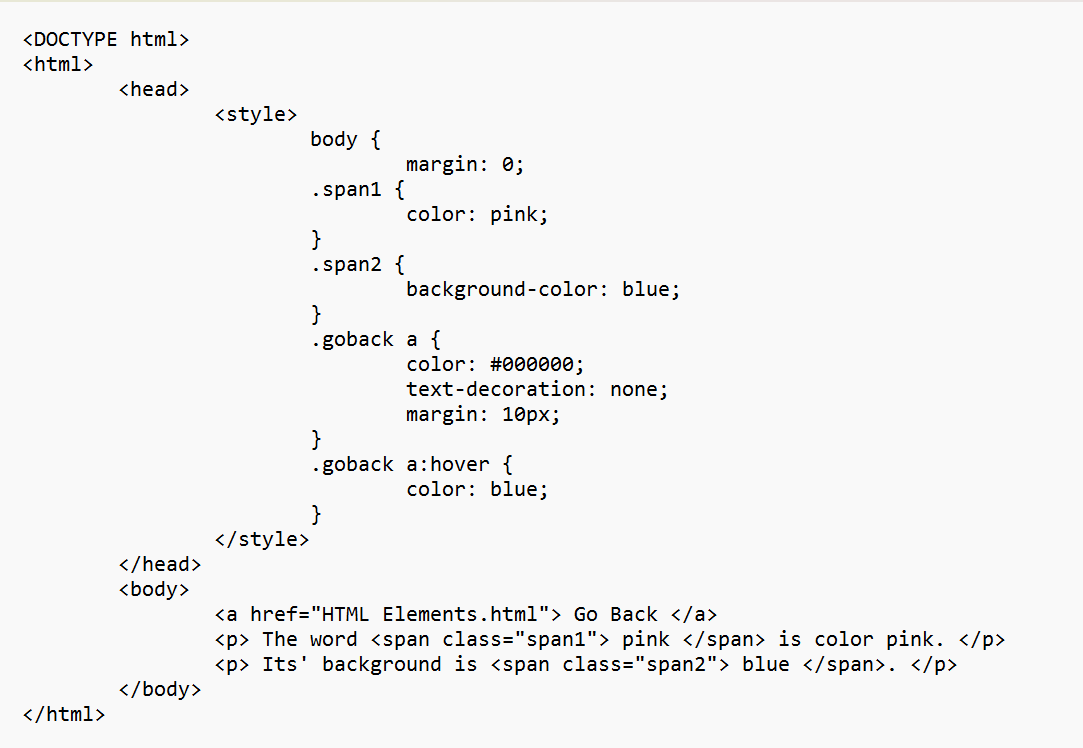 <DOCTYPE html>
<html>
<head>
<style>
body {
margin: 0;
.span1 {
color: pink;
}
.span2 {
background-color: blue;
}
.goback a {
color: #000000;
text-decoration: none;
margin: 10px;
}
.goback a:hover {
color: blue;
}
</style>
</head>
<body>
<a href="HTML Elements.html"> Go Back </a>
<p> The word <span class="span1"> pink </span> is color pink. </p>
<p> Its' background is <span class="span2"> blue </span>. </p>
</body>
</html>